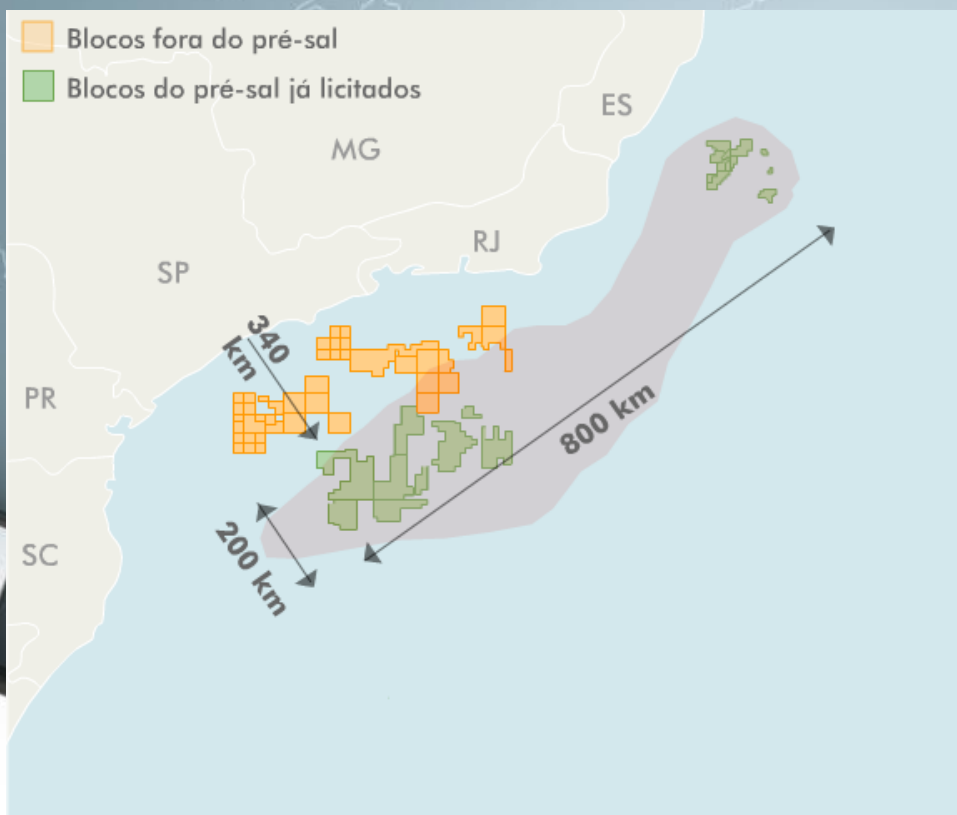 Blocos fora do pré-sal
Blocos do pré-sal já licitados
ES
MG
RJ
SP
340
km
PR
800 km
200 km
SC